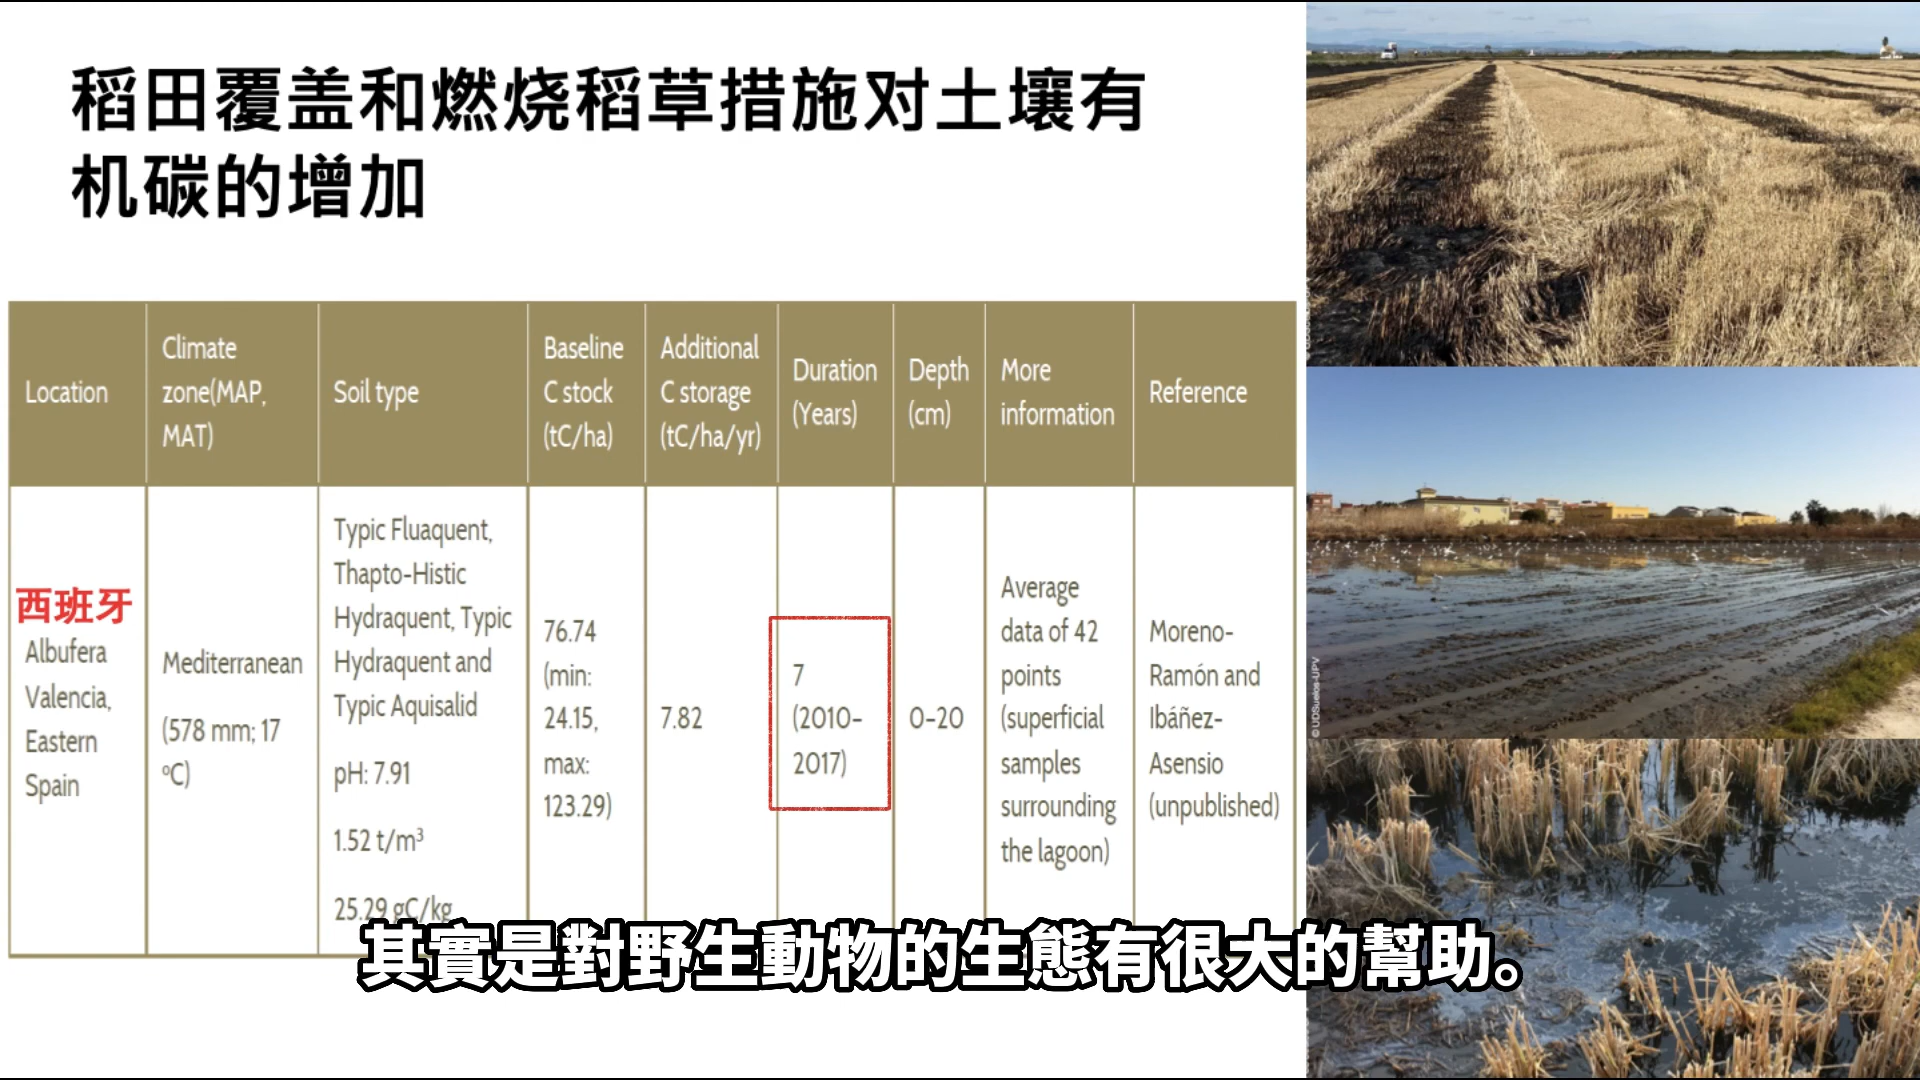 稻田覆盖和燃烧稻草措施对土壤有
机碳的增加
Location
Climate
zone(MAP,
MAT)
Soil type
Baseline
C stock
(tC/ha)
Additional
C storage
(tC/ha/yr)
Duration
(Years)
Depth
(cm)
More
information
Reference
西班牙
Albufera
Valencia,
Eastern
Spain
Mediterranean
(578 mm; 17
ºC)
Typic Fluaquent,
Thapto-Histic
Hydraquent, Typic
Hydraquent and
Typic Aquisalid
pH: 7.91
1.52 t/m³
25.29 gC/kg
76.74
(min:
24.15,
max:
123.29)
7.82
7
(2010–
2017)
0–20
Average
data of 42
points
(superficial
samples
surrounding
the lagoon)
Moreno-
Ramón and
Ibáñez-
Asensio
(unpublished)
© UDSuelos-UPV
其實是對野生動物的生態有很大的幫助。